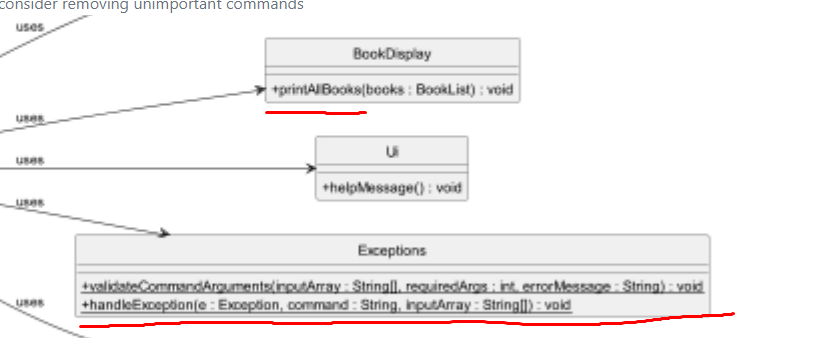 consider removing unimportant commands
uses
BookDisplay
+printAllBooks(books : BookList) : void
uses
Ui
uses
+helpMessage() : void
uses
Exceptions
+validateCommandArguments(inputArray : String[], requiredArgs : int, errorMessage : String) : void
uses
+handleException(e : Exception, command : String, inputArray : String[]) : void